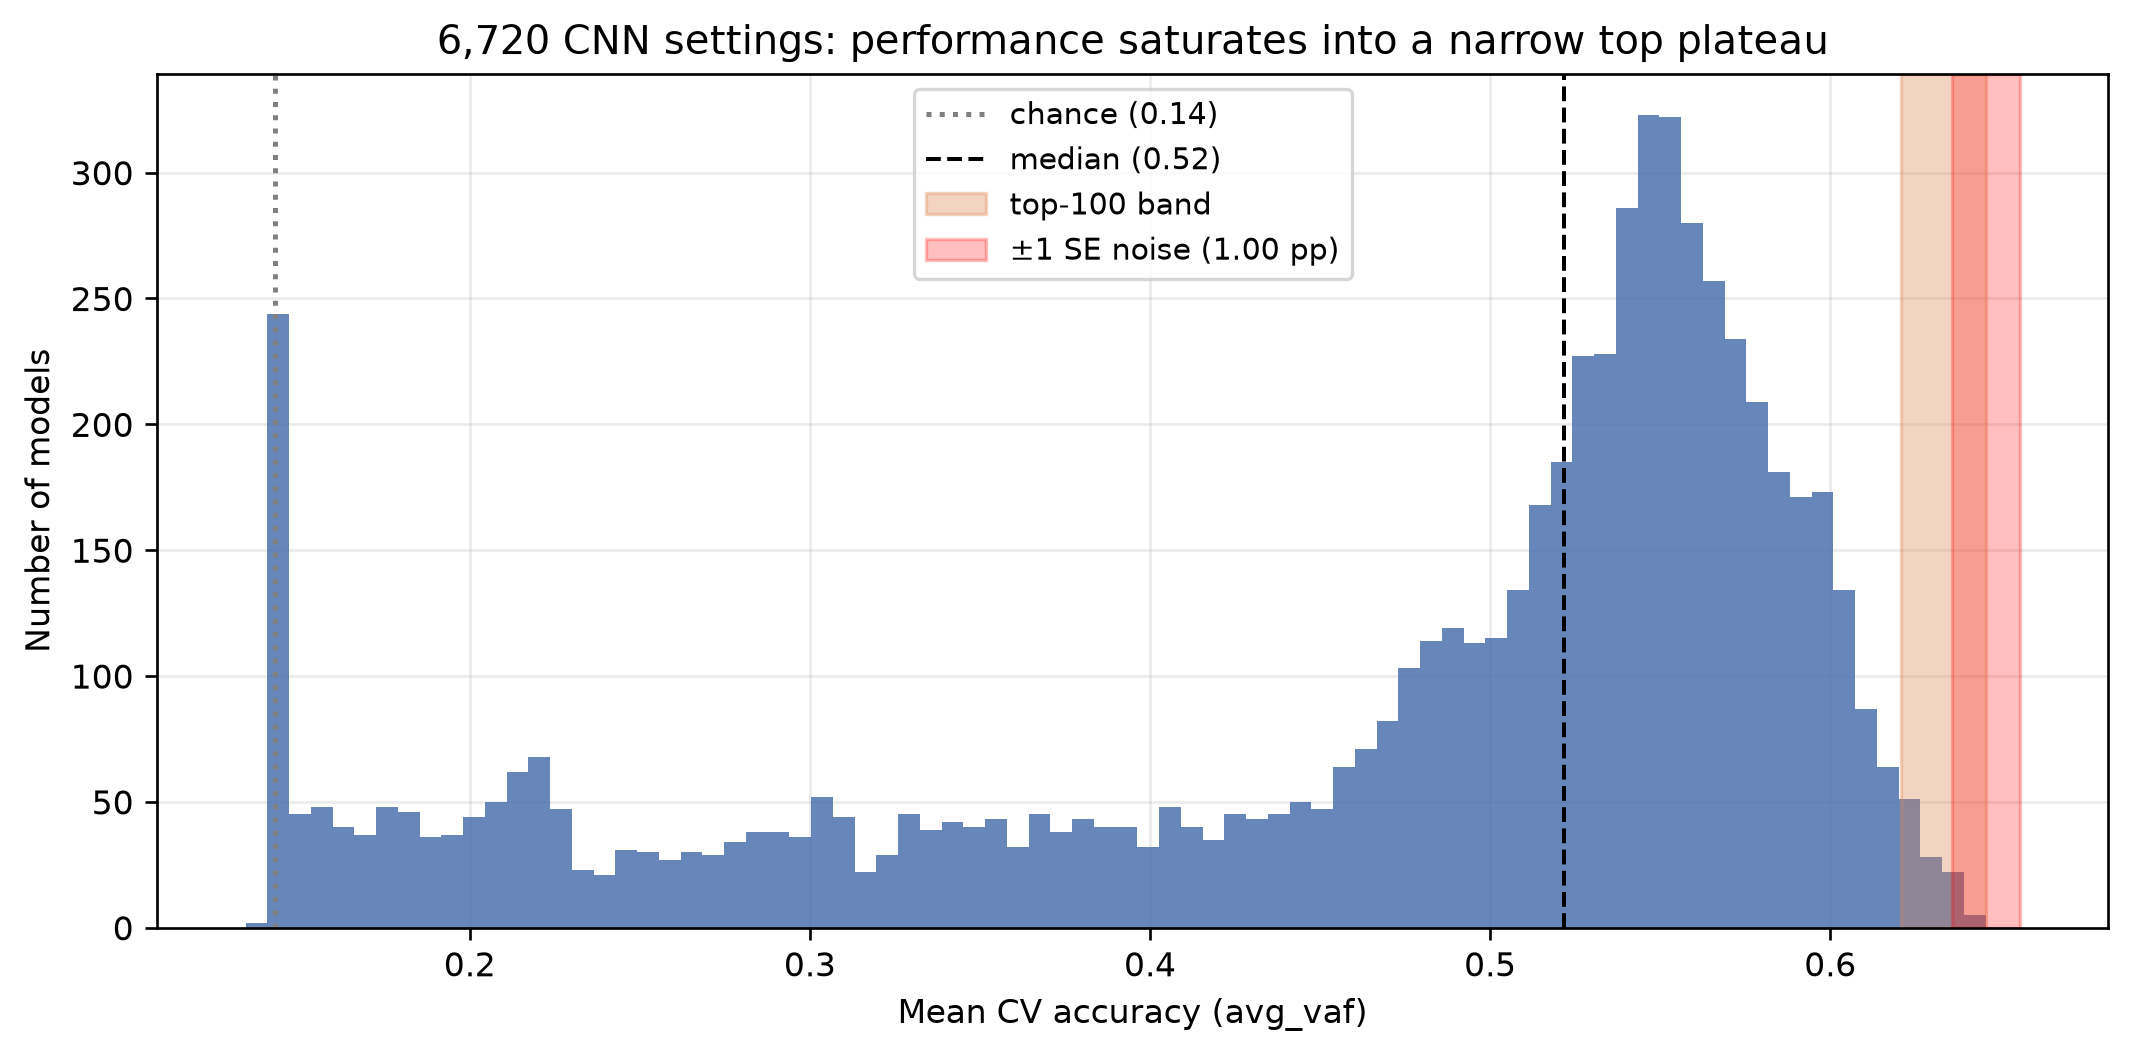 6,720 CNN settings: performance saturates into a narrow top plateau
chance (0.14)
median (0.52)
top-100 band
±1 SE noise (1.00 pp)
Number of models
300
250
200
150
100
50
0
0.2
0.3
0.4
0.5
0.6
Mean CV accuracy (avg_vaf)